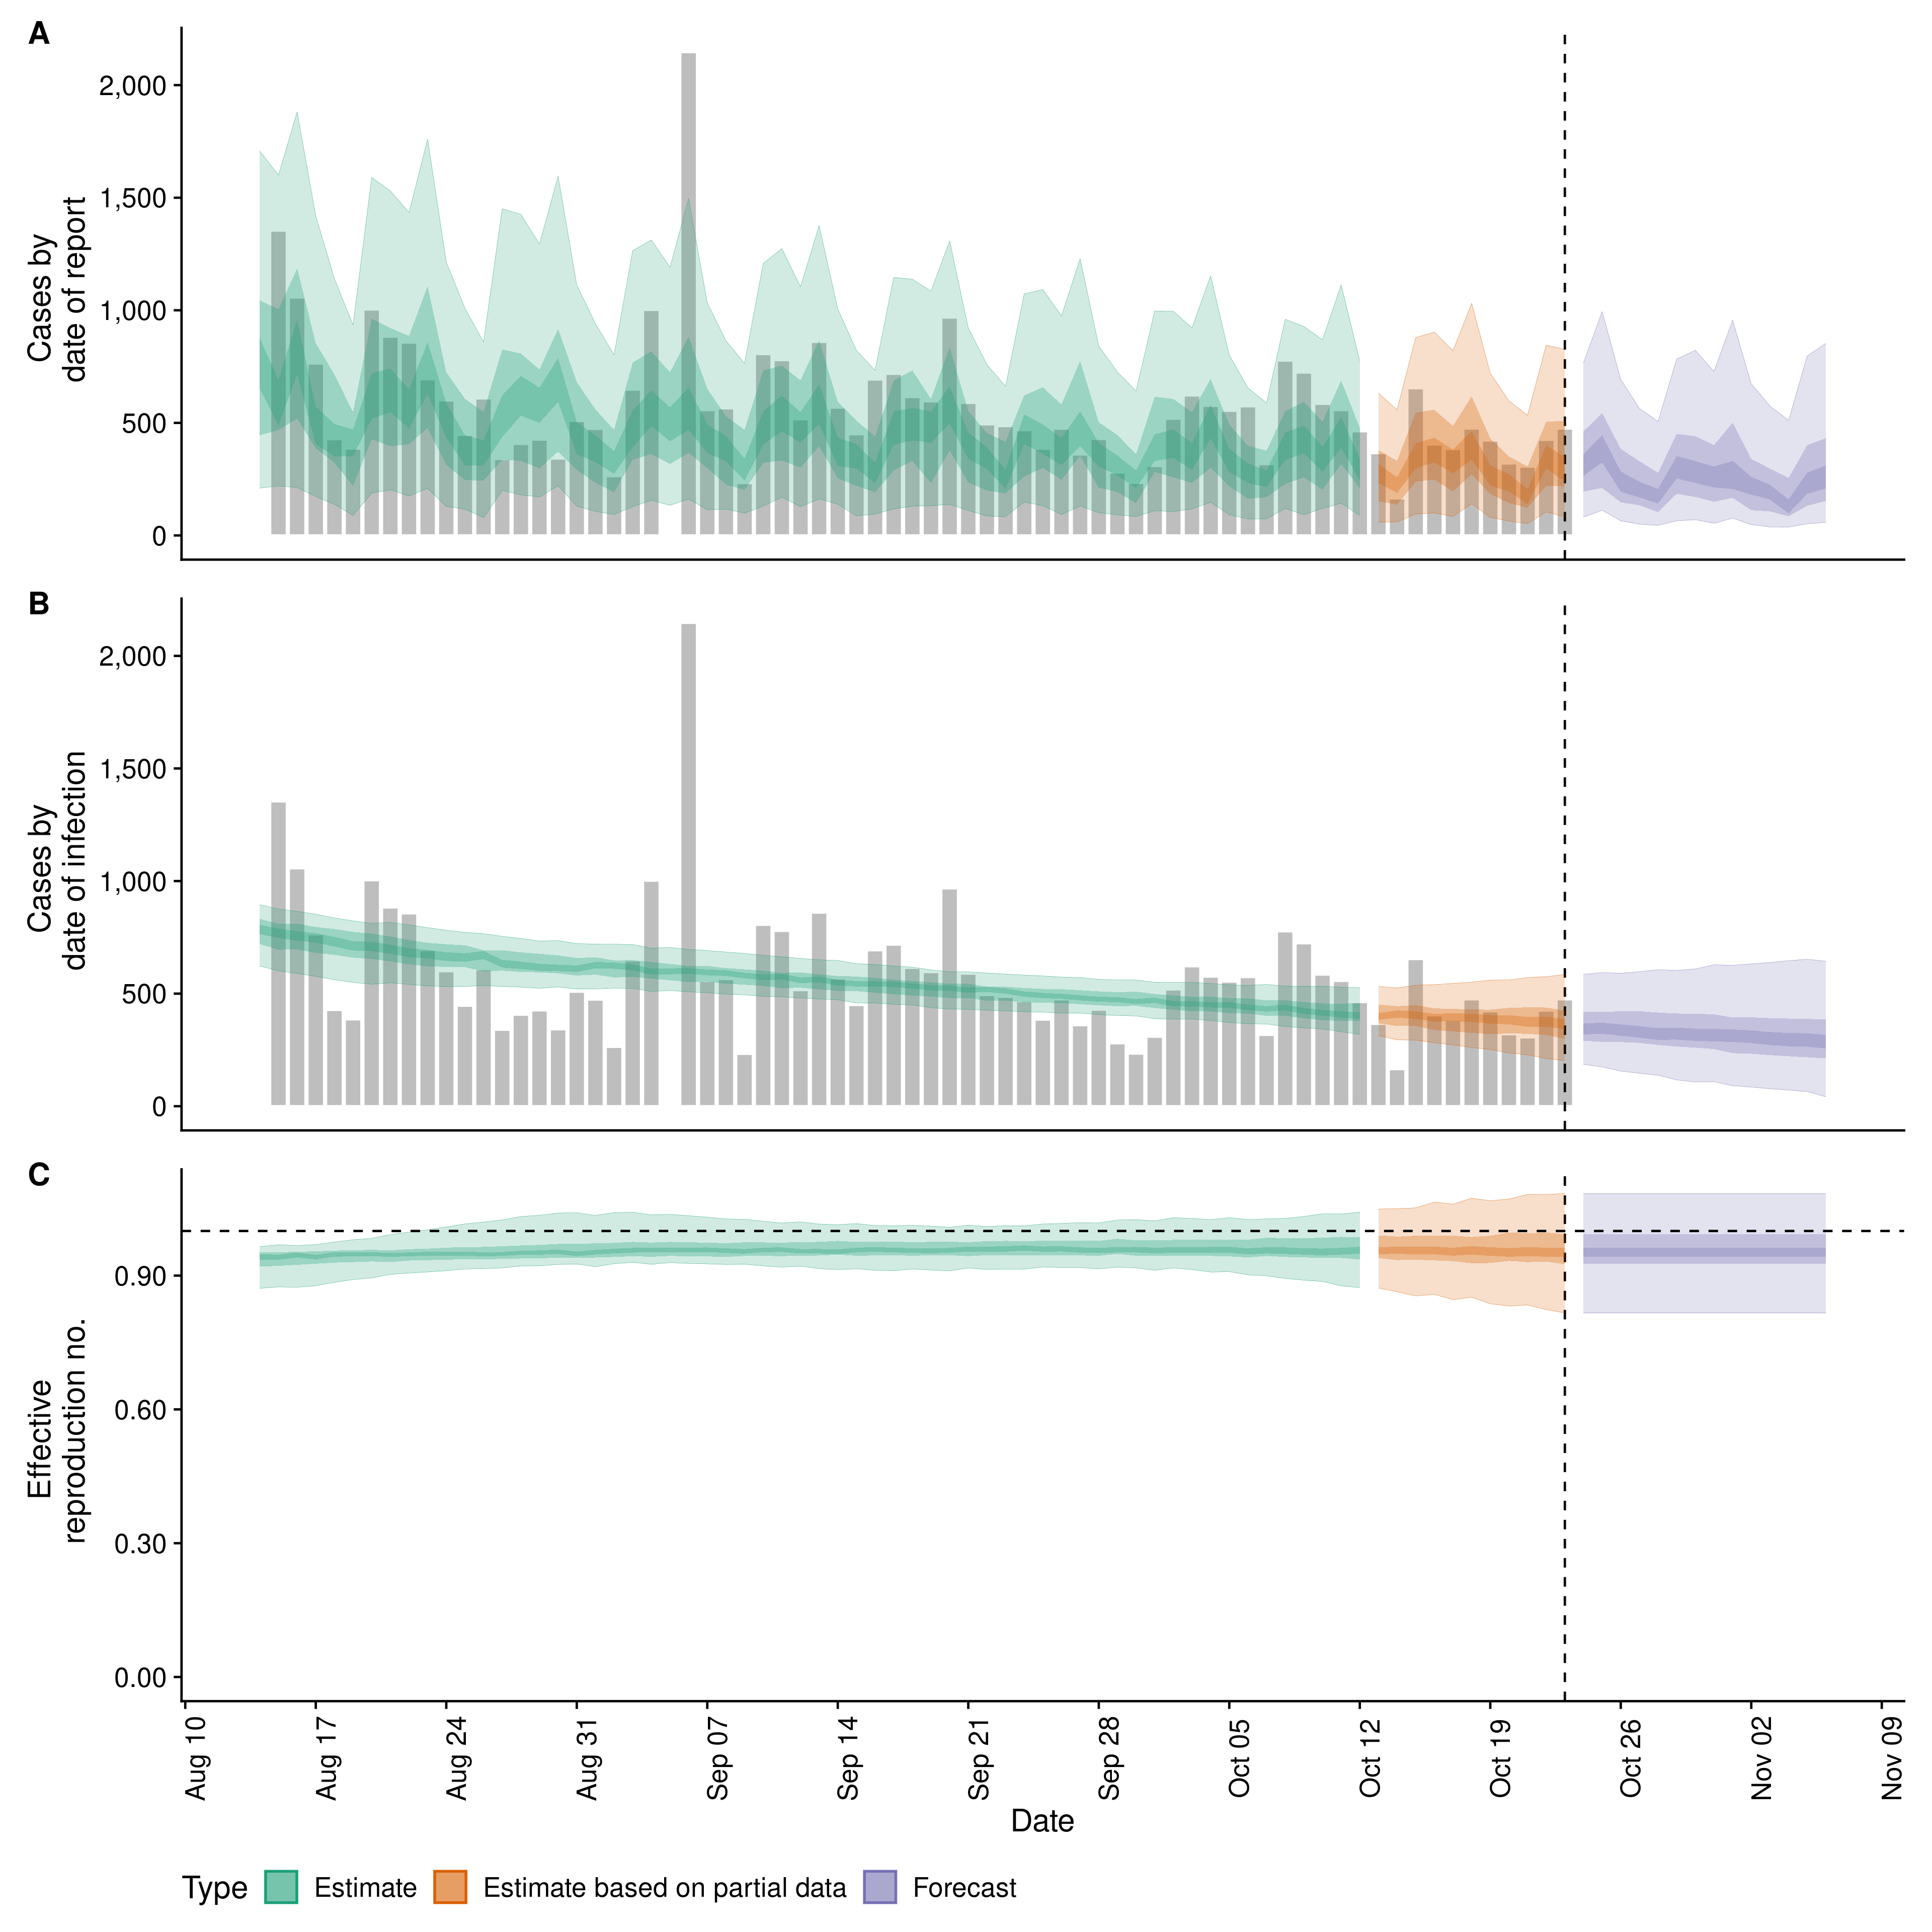 A
Cases by
date of report
2,000
1,500
1,000
500
0
B
Cases by
date of infection
2,000
1,500
1,000
500
0
C
Effective
reproduction no.
0.90
0.60
0.30
0.00
Aug 10
Aug 17
Aug 24
Aug 31
Sep 07
Sep 14
Sep 21
Sep 28
Oct 05
Oct 12
Oct 19
Oct 26
Nov 02
Nov 09
Date
Type Estimate Estimate based on partial data Forecast